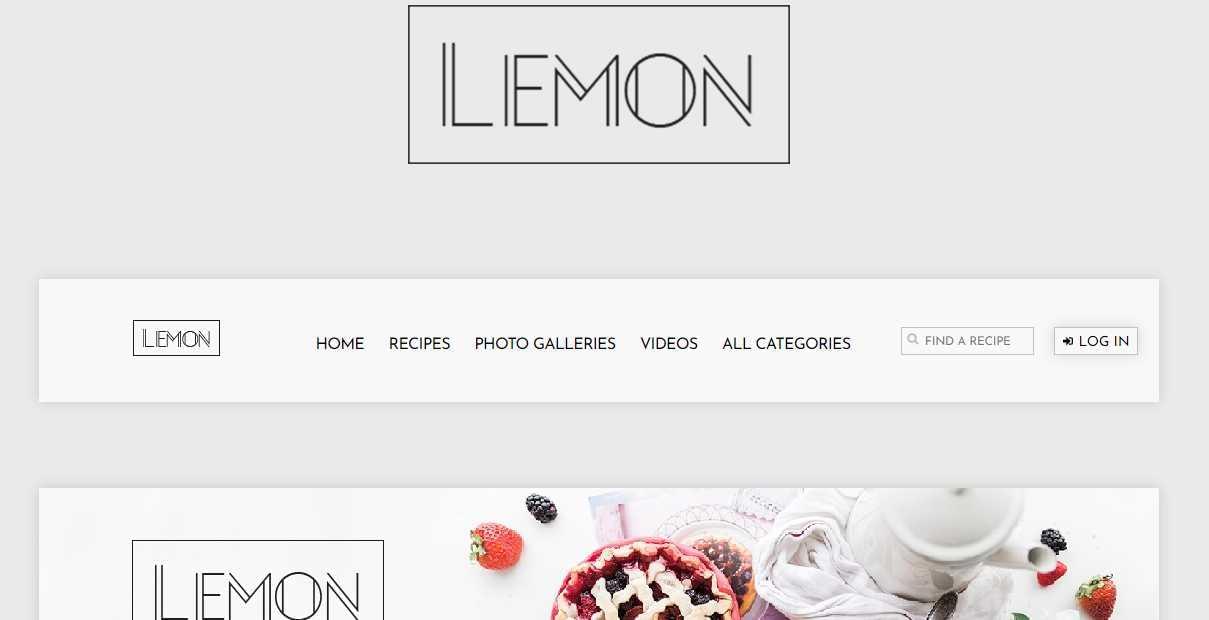 LEMON
LEMON
HOME RECIPES PHOTO GALLERIES VIDEOS ALL CATEGORIES FIND A RECIPE LOG IN
LEMON